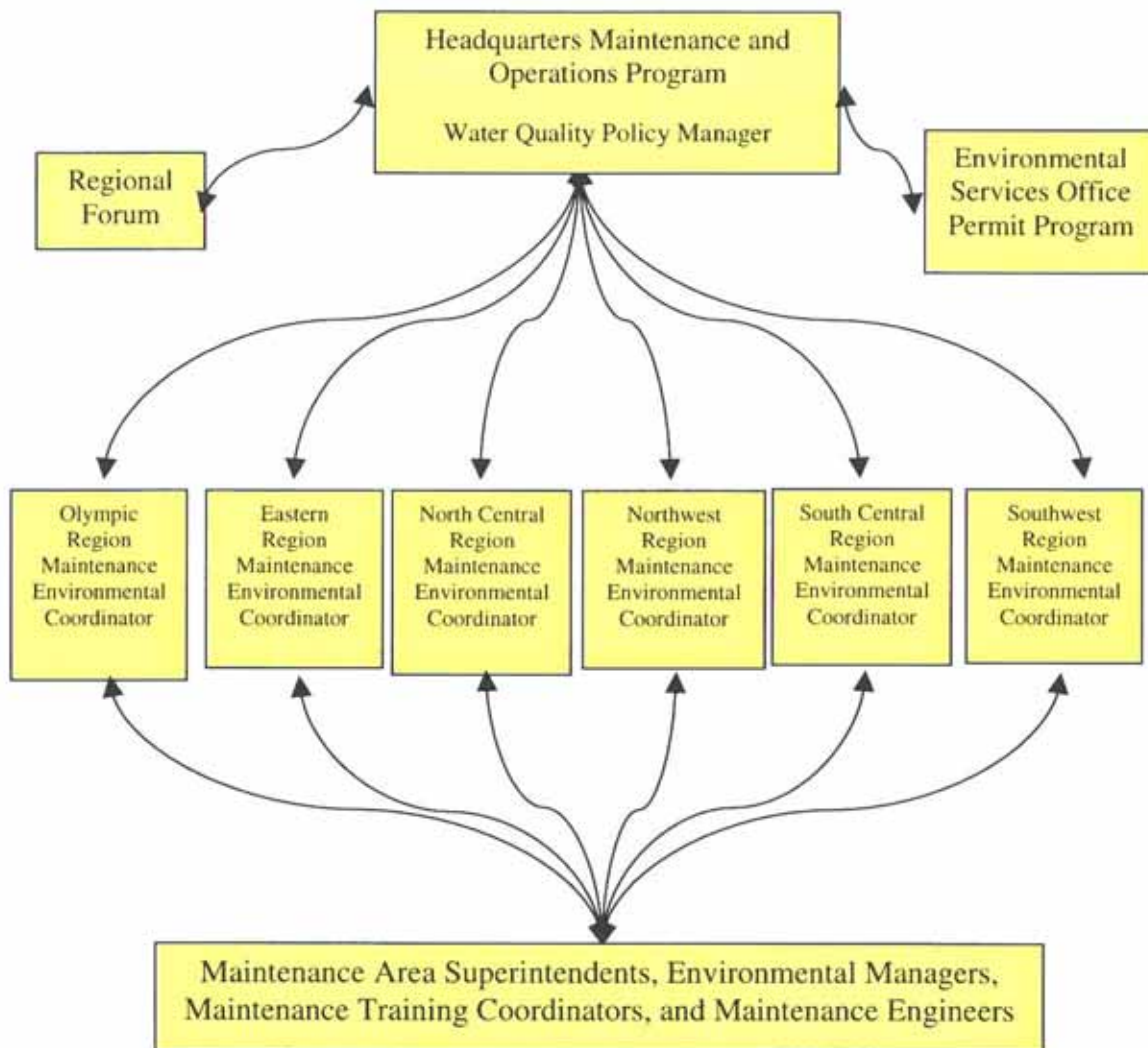 Headquarters Maintenance and
Operations Program
Water Quality Policy Manager
Regional
Forum
Environmental
Services Office
Permit Program
Olympic
Region
Maintenance
Environmental
Coordinator
Eastern
Region
Maintenance
Environmental
Coordinator
North Central
Region
Maintenance
Environmental
Coordinator
Northwest
Region
Maintenance
Environmental
Coordinator
South Central
Region
Maintenance
Environmental
Coordinator
Southwest
Region
Maintenance
Environmental
Coordinator
Maintenance Area Superintendents, Environmental Managers,
Maintenance Training Coordinators, and Maintenance Engineers